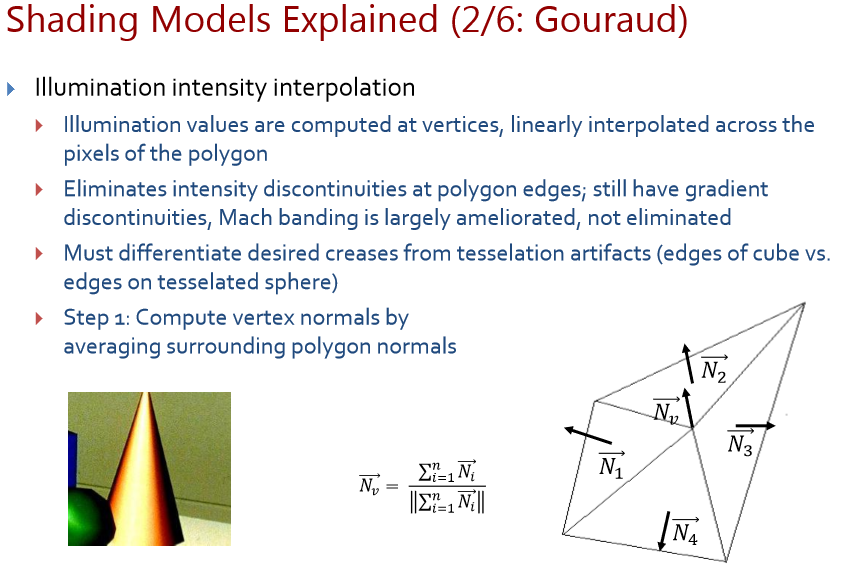 Shading Models Explained (2/6: Gouraud)
Illumination intensity interpolation
Illumination values are computed at vertices, linearly interpolated across the
pixels of the polygon
Eliminates intensity discontinuities at polygon edges; still have gradient
discontinuities, Mach banding is largely ameliorated, not eliminated
Must differentiate desired creases from tesselation artifacts (edges of cube vs.
edges on tesselated sphere)
Step 1: Compute vertex normals by
averaging surrounding polygon normals
$\overrightarrow{N_v} = \frac{\sum_{i=1}^{n} \overrightarrow{N_i}}{\|\sum_{i=1}^{n} \overrightarrow{N_i}\|}$
$\overrightarrow{N_2}$
$\overrightarrow{N_v}$
$\overrightarrow{N_3}$
$\overrightarrow{N_1}$
$\overrightarrow{N_4}$